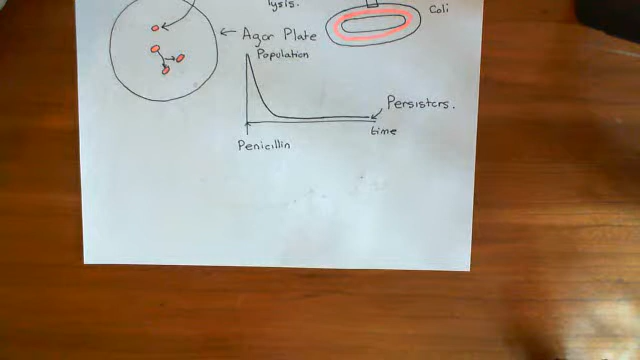 lysis.
Coli
Agar Plate
Population
Persisters.
time
Penicillin